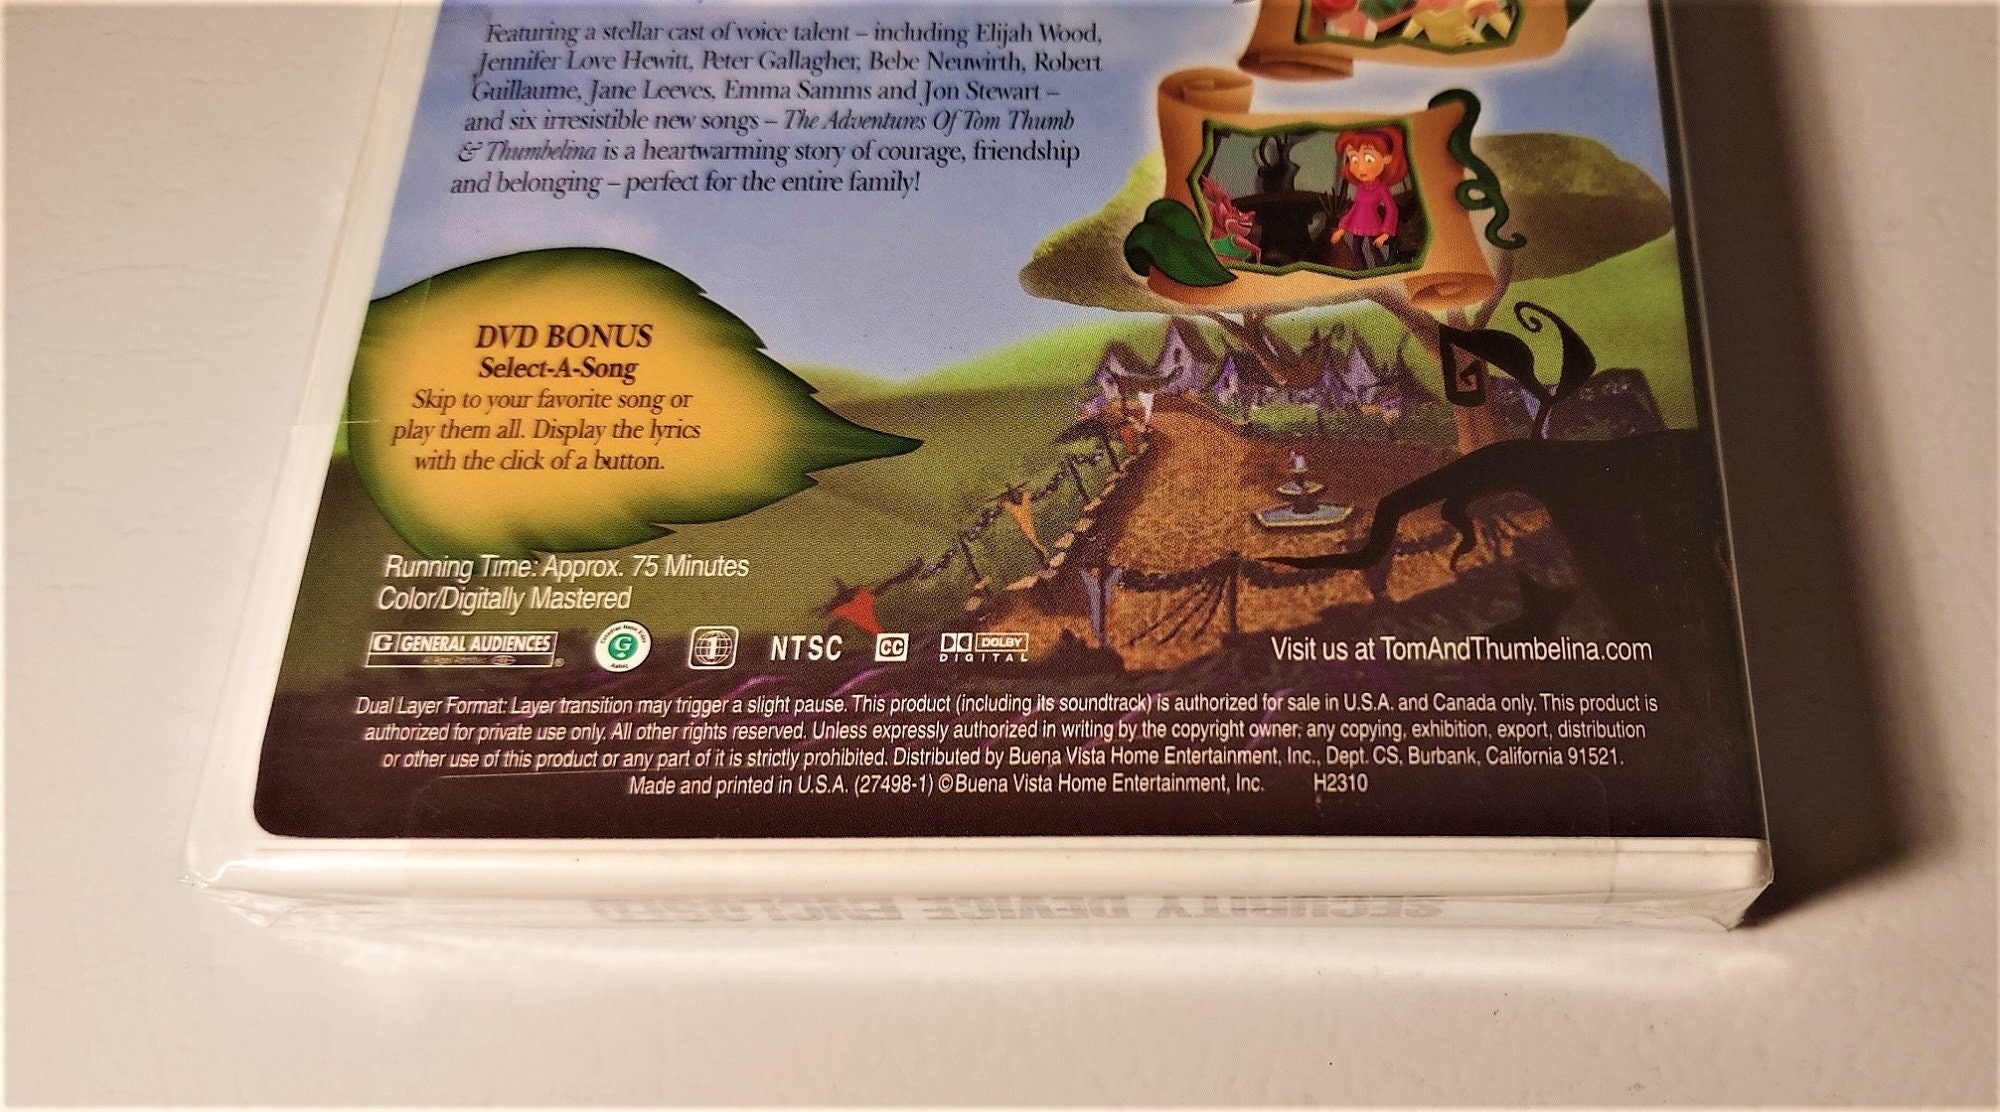 Featuring a stellar cast of voice talent – including Elijah Wood,
Jennifer Love Hewitt, Peter Gallagher, Bebe Neuwirth, Robert
Guillaume, Jane Leeves, Emma Samms and Jon Stewart –
and six irresistible new songs – The Adventures Of Tom Thumb
& Thumbelina is a heartwarming story of courage, friendship
and belonging – perfect for the entire family!
DVD BONUS
Select-A-Song
Skip to your favorite song or
play them all. Display the lyrics
with the click of a button.
Running Time: Approx. 75 Minutes
Color/Digitally Mastered
G GENERAL AUDIENCES ®
G
1 NTSC CC DOLBY
DIGITAL
Visit us at TomAndThumbelina.com
Dual Layer Format: Layer transition may trigger a slight pause. This product (including its soundtrack) is authorized for sale in U.S.A. and Canada only. This product is
authorized for private use only. All other rights reserved. Unless expressly authorized in writing by the copyright owner, any copying, exhibition, export, distribution
or other use of this product or any part of it is strictly prohibited. Distributed by Buena Vista Home Entertainment, Inc., Dept. CS, Burbank, California 91521.
Made and printed in U.S.A. (27498-1) ©Buena Vista Home Entertainment, Inc. H2310
SECURITY DEVICE ENCLOSED